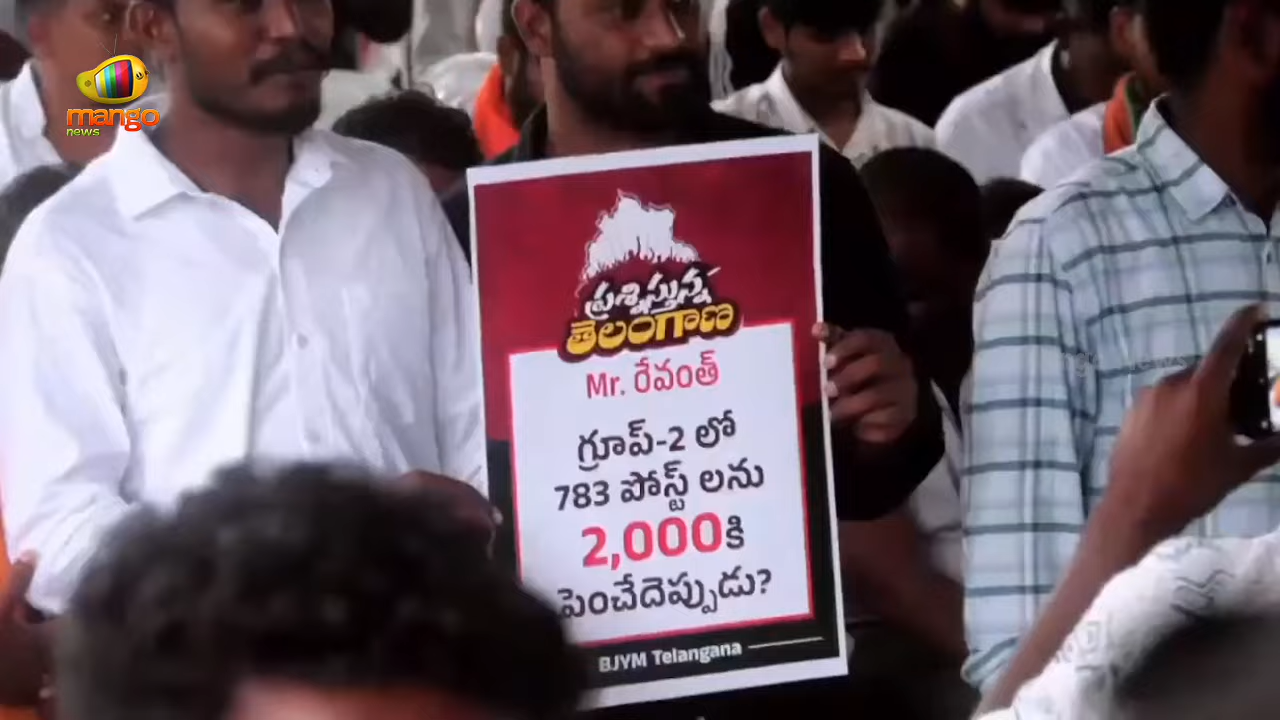 mango
news
ప్రశ్నిస్తున్న
తెలంగాణ
Mr. రేవంత్
గ్రూప్-2 లో
783 పోస్ట్ లను
2,000కి
పెంచేదెప్పుడు?
BJYM Telangana